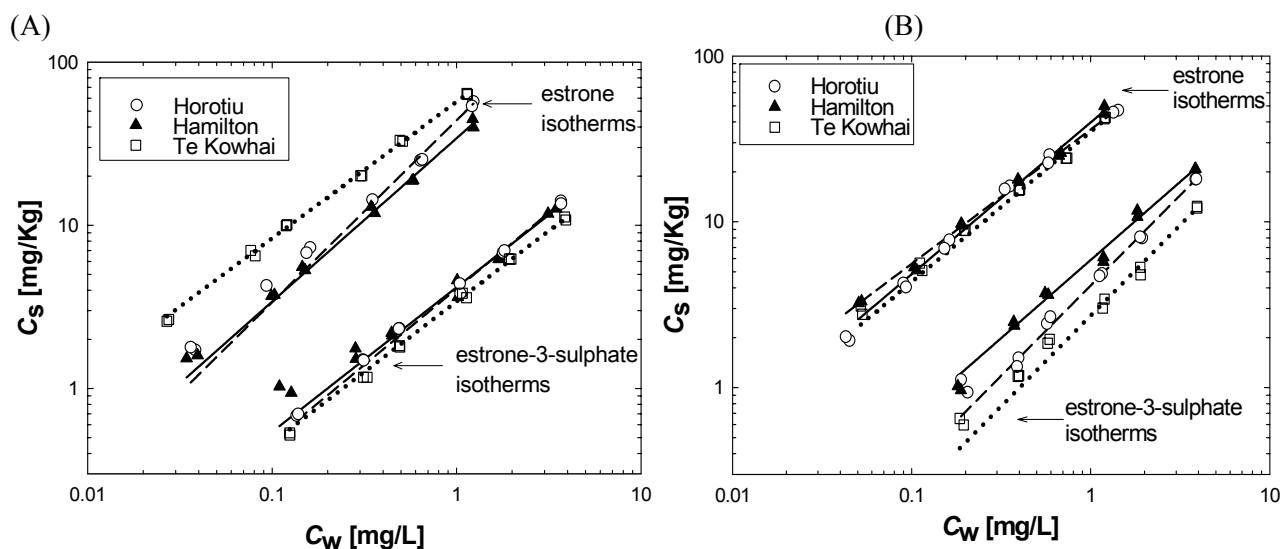 (A)
100
10
1
C_S [mg/Kg]
Horotiu
Hamilton
Te Kowhai
estrone
isotherms
estrone-3-sulphate
isotherms
0.01
0.1
1
10
C_W [mg/L]
(B)
100
10
1
C_S [mg/Kg]
Horotiu
Hamilton
Te Kowhai
estrone
isotherms
estrone-3-sulphate
isotherms
0.01
0.1
1
10
C_W [mg/L]